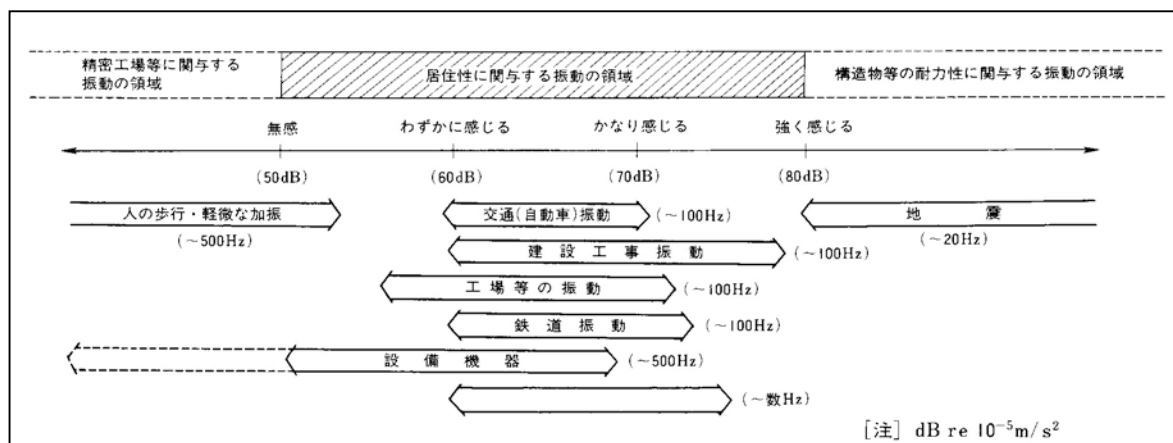 精密工場等に関与する
振動の領域
居住性に関与する振動の領域
構造物等の耐力性に関与する振動の領域
無感
わずかに感じる
かなり感じる
強く感じる
(50dB)
(60dB)
(70dB)
(80dB)
人の歩行・軽微な加振
(~500Hz)
交通(自動車)振動
(~100Hz)
地震
(~20Hz)
建設工事振動
(~100Hz)
工場等の振動
(~100Hz)
鉄道振動
(~100Hz)
設備機器
(~500Hz)
(~数Hz)
[注] dB re 10⁻⁵m/s²